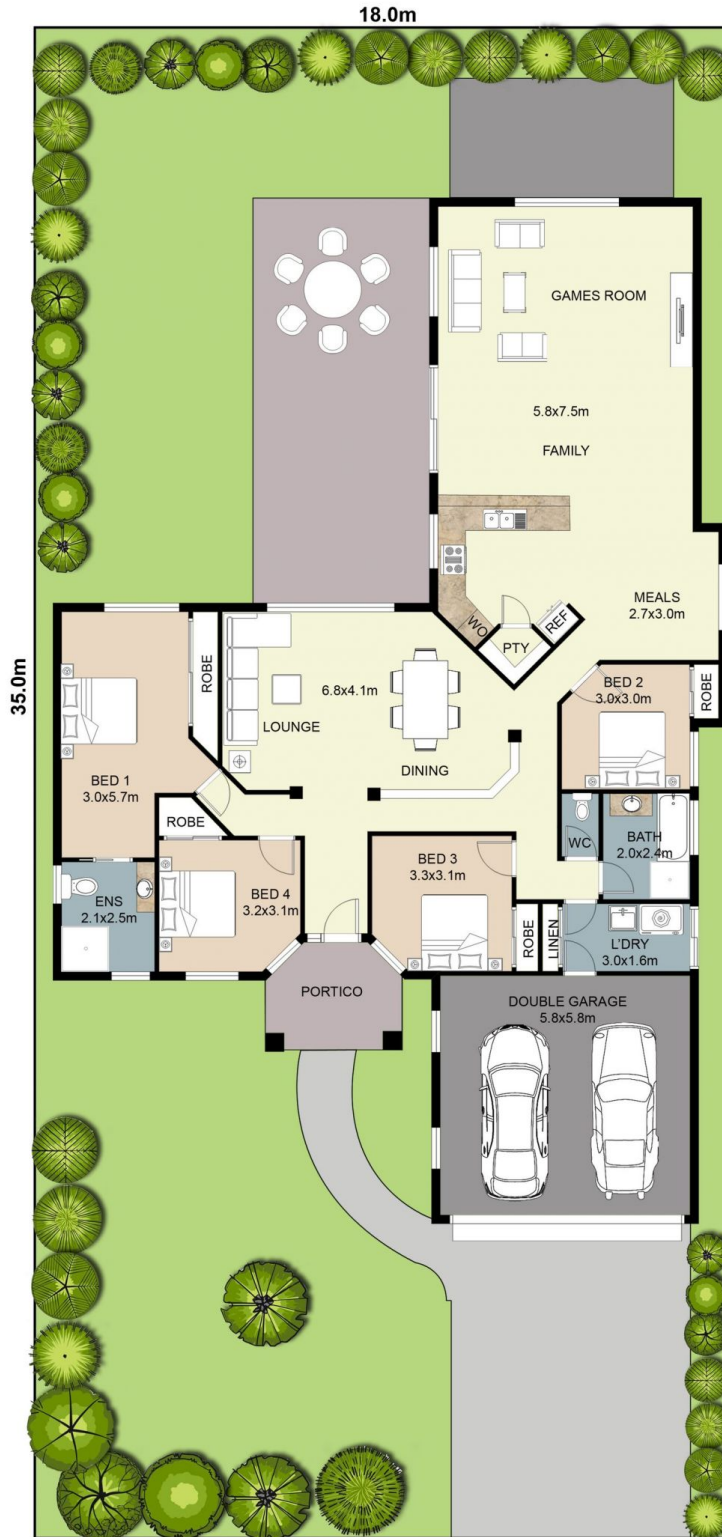 18.0m
35.0m
GAMES ROOM
5.8x7.5m
FAMILY
MEALS
2.7x3.0m
WO
PTY
REF
BED 2
3.0x3.0m
ROBE
ROBE
6.8x4.1m
LOUNGE
DINING
BED 1
3.0x5.7m
ROBE
WC
BATH
2.0x2.4m
ENS
2.1x2.5m
BED 4
3.2x3.1m
BED 3
3.3x3.1m
ROBE
LINEN
L'DRY
3.0x1.6m
PORTICO
DOUBLE GARAGE
5.8x5.8m